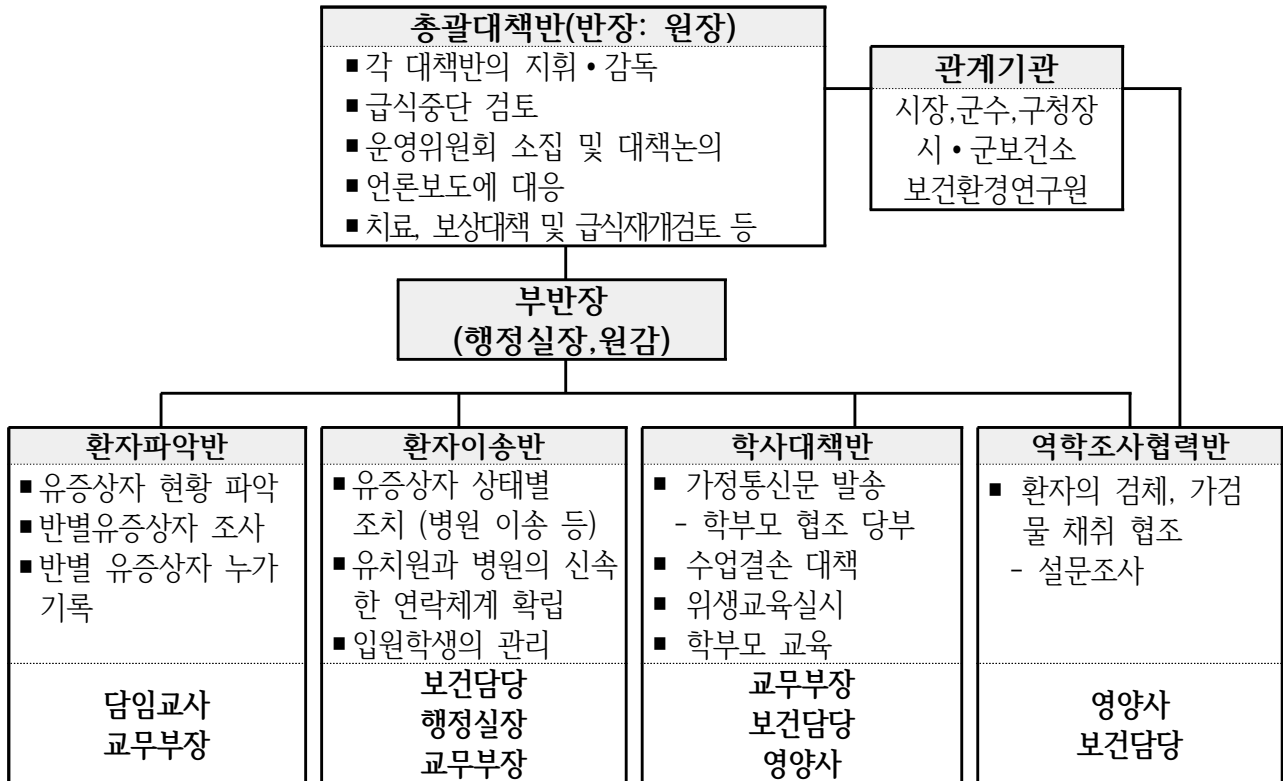 총괄대책반(반장: 원장)
■ 각 대책반의 지휘•감독
■ 급식중단 검토
■ 운영위원회 소집 및 대책논의
■ 언론보도에 대응
■ 치료, 보상대책 및 급식재개검토 등
관계기관
시장,군수,구청장
시•군보건소
보건환경연구원
부반장
(행정실장,원감)
환자파악반
■ 유증상자 현황 파악
■ 반별유증상자 조사
■ 반별 유증상자 누가
기록
담임교사
교무부장
환자이송반
■ 유증상자 상태별
조치 (병원 이송 등)
■ 유치원과 병원의 신속
한 연락체계 확립
■ 입원학생의 관리
보건담당
행정실장
교무부장
학사대책반
■ 가정통신문 발송
- 학부모 협조 당부
■ 수업결손 대책
■ 위생교육실시
■ 학부모 교육
교무부장
보건담당
영양사
역학조사협력반
■ 환자의 검체, 가검
물 채취 협조
- 설문조사
영양사
보건담당